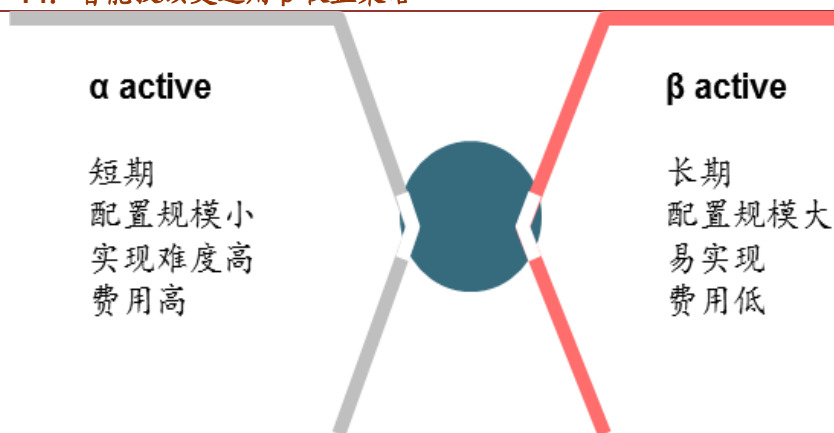 α active
短期
配置规模小
实现难度高
费用高
β active
长期
配置规模大
易实现
费用低